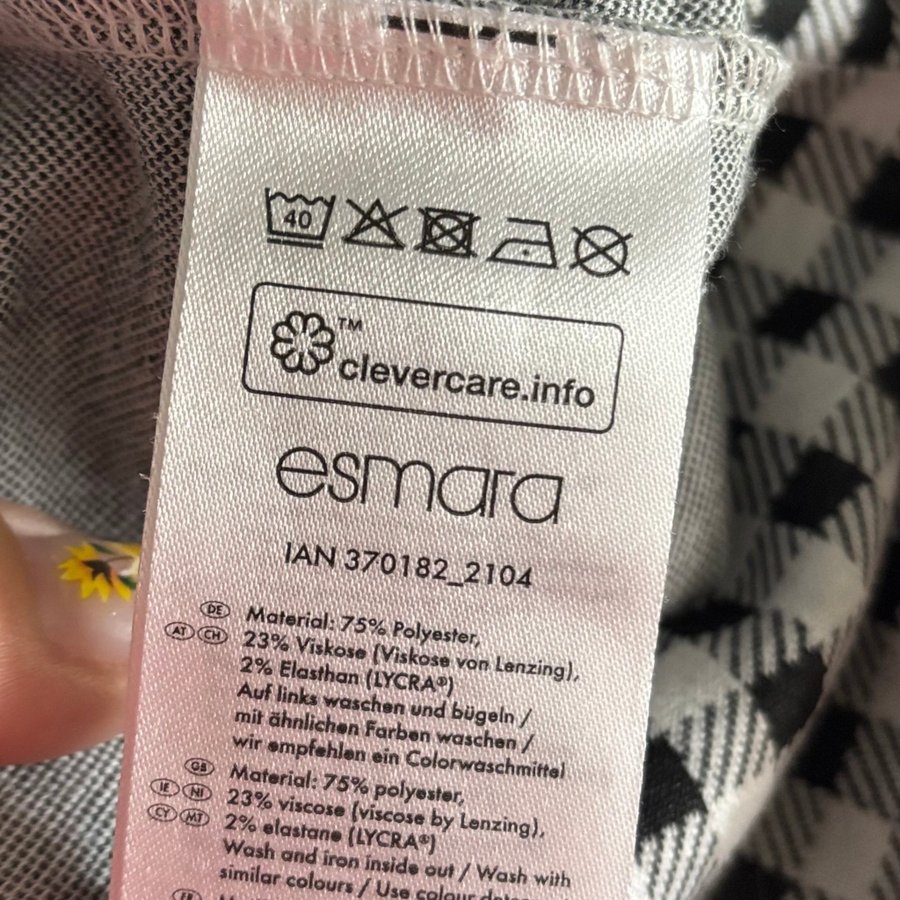 40
™
clevercare.info
esmara
IAN 370182_2104
DE Material: 75% Polyester,
AT CH 23% Viskose (Viskose von Lenzing),
2% Elasthan (LYCRA®)
Auf links waschen und bügeln /
mit ähnlichen Farben waschen /
wir empfehlen ein Colorwaschmittel
GB Material: 75% polyester,
IE NI 23% viscose (viscose by Lenzing),
CY MT 2% elastane (LYCRA®)
Wash and iron inside out / Wash with
similar colours / Use colour